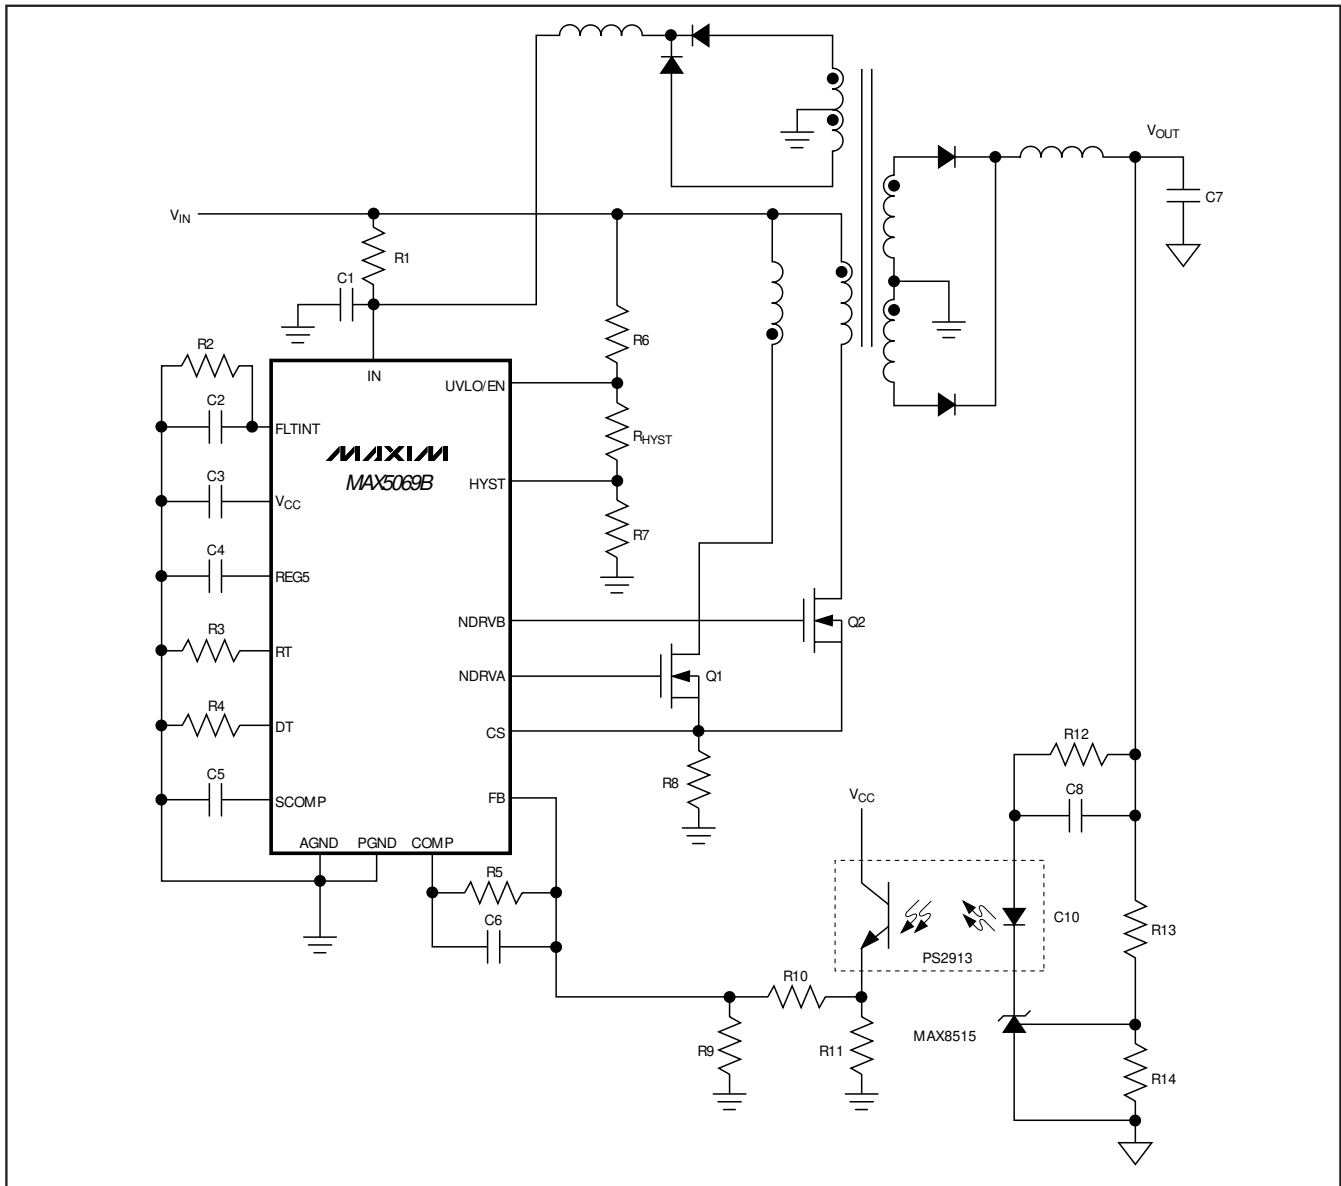 VOUT
C7
VIN
R1
C1
R6
R2
IN
UVLO/EN
C2
FLTINT
RHYST
MAXIM
MAX5069B
C3
VCC
HYST
R7
C4
REG5
NDRVB
Q2
R3
RT
NDRVA
Q1
R4
DT
CS
R12
R8
C8
C5
SCOMP
FB
VCC
AGND
PGND
COMP
R5
C6
C10
R13
PS2913
R10
R9
R11
MAX8515
R14